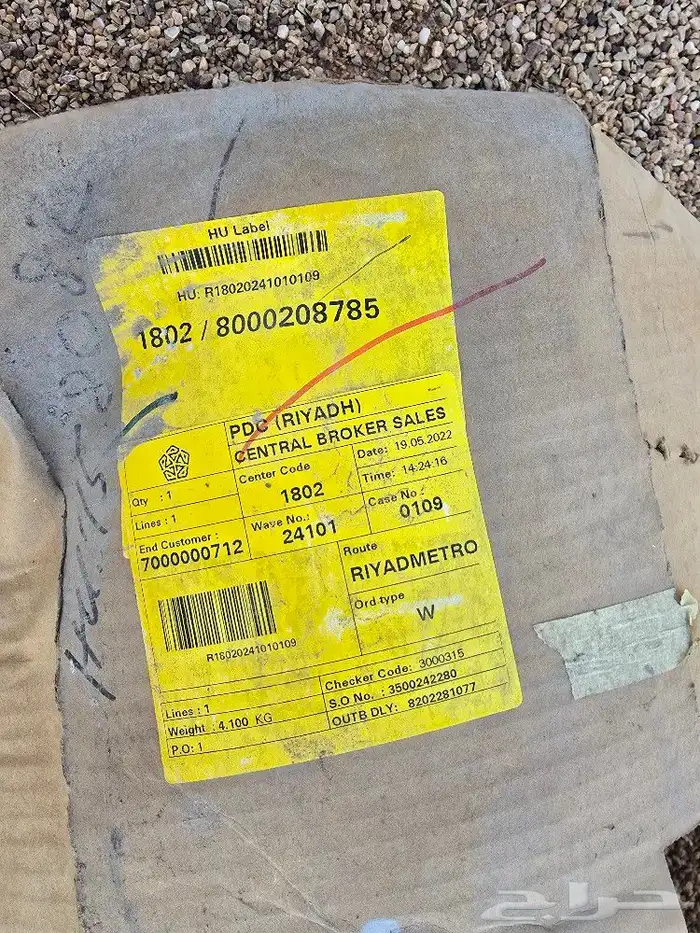 HU Label
HU: R18020241010109
1802 / 8000208785
PDC (RIYADH)
CENTRAL BROKER SALES
Qty : 1
Center Code
1802
Date: 19.05.2022
Time: 14:24:16
Lines : 1
End Customer :
7000000712
Wave No.:
24101
Case No :
0109
Route
RIYADMETRO
Ord type
W
R18020241010109
Lines : 1
Checker Code: 3000315
Weight : 4.100 KG
S.O No. : 3500242280
P.O: 1
OUTB DLY: 8202281077
حراج